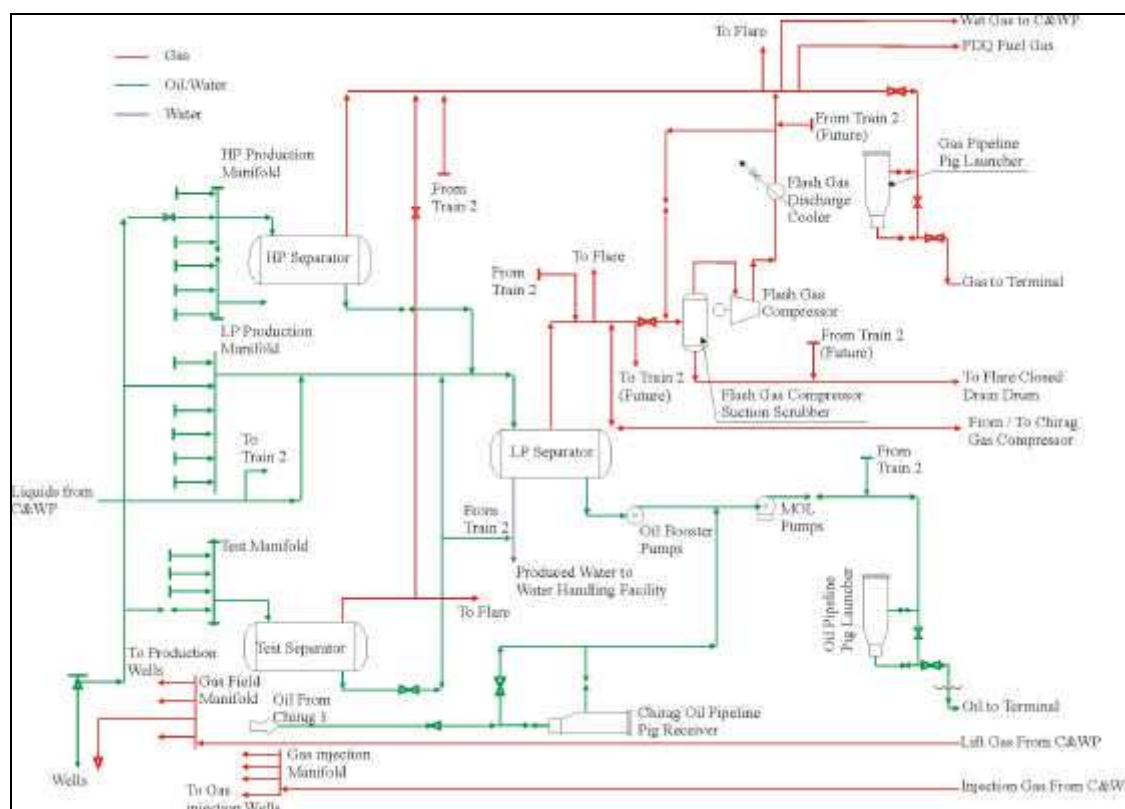 Wet Gas to C&WP
To Flare
PDQ Fuel Gas
Gas
Oil/Water
Water
From Train 2
(Future)
Gas Pipeline
Pig Launcher
HP Production
Manifold
From
Train 2
Flash Gas
Discharge
Cooler
HP Separator
To Flare
From
Train 2
Gas to Terminal
Flash Gas
Compressor
LP Production
Manifold
From Train 2
(Future)
To Train 2
(Future)
Flash Gas Compressor
Suction Scrubber
To Flare Closed
Drain Drum
From / To Chirag
Gas Compressor
To
Train 2
LP Separator
From
Train 2
Liquids from
C&WP
From
Train 2
Oil Booster
Pumps
MOL
Pumps
Test Manifold
Produced Water to
Water Handling Facility
To Flare
Oil Pipeline
Pig Launcher
Test Separator
To Production
Wells
Gas Field
Manifold
Oil From
Chirag 1
Chirag Oil Pipeline
Pig Receiver
Oil to Terminal
Lift Gas From C&WP
Wells
Gas injection
Manifold
To Gas
injection Wells
Injection Gas From C&W